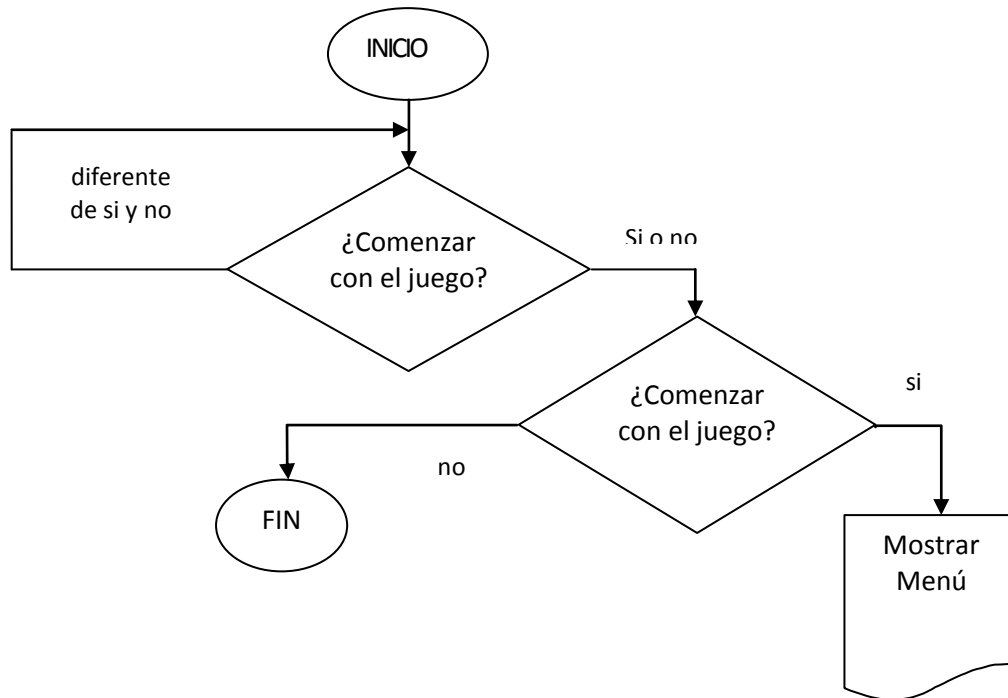 INICIO
diferente
de si y no
¿Comenzar
con el juego?
Si o no
¿Comenzar
con el juego?
si
no
FIN
Mostrar
Menú